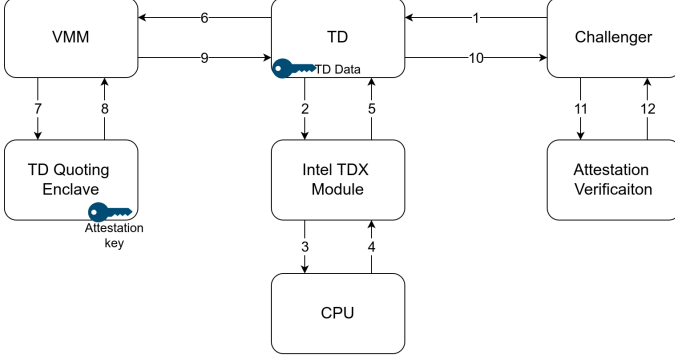 6
1
VMM
TD
Challenger
9
10
TD Data
7
8
2
5
11
12
TD Quoting
Enclave
Intel TDX
Module
Attestation
Verificaiton
Attestation
key
3
4
CPU